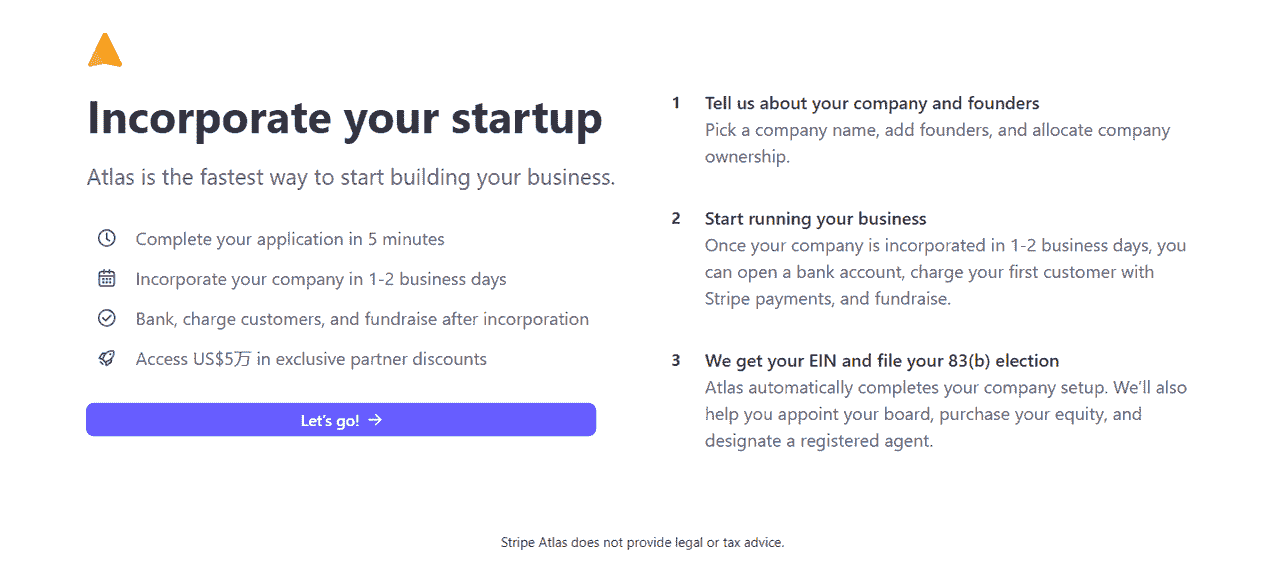 Incorporate your startup
Atlas is the fastest way to start building your business.
Complete your application in 5 minutes
Incorporate your company in 1-2 business days
Bank, charge customers, and fundraise after incorporation
Access US$5万 in exclusive partner discounts
Let's go! →
1 Tell us about your company and founders
Pick a company name, add founders, and allocate company
ownership.
2 Start running your business
Once your company is incorporated in 1-2 business days, you
can open a bank account, charge your first customer with
Stripe payments, and fundraise.
3 We get your EIN and file your 83(b) election
Atlas automatically completes your company setup. We'll also
help you appoint your board, purchase your equity, and
designate a registered agent.
Stripe Atlas does not provide legal or tax advice.